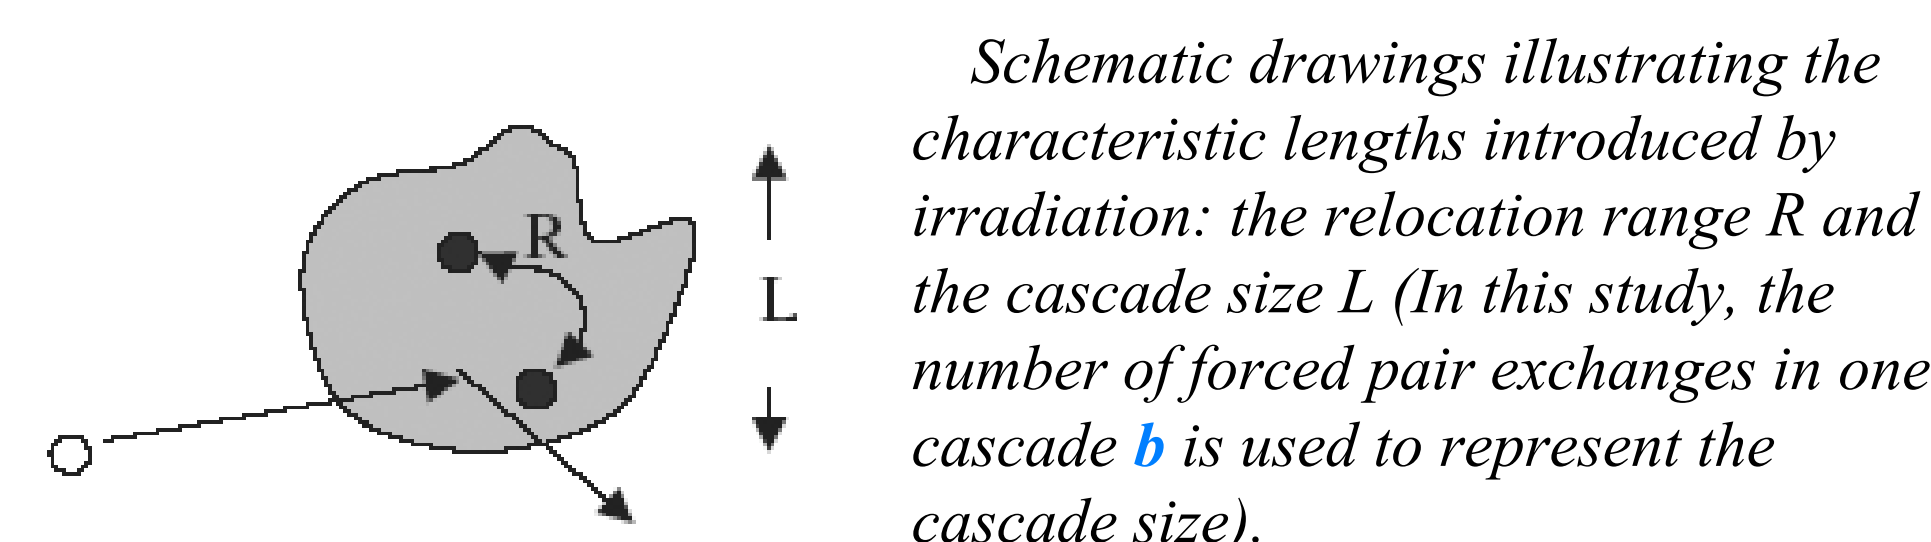 R
L
Schematic drawings illustrating the
characteristic lengths introduced by
irradiation: the relocation range R and
the cascade size L (In this study, the
number of forced pair exchanges in one
cascade b is used to represent the
cascade size).